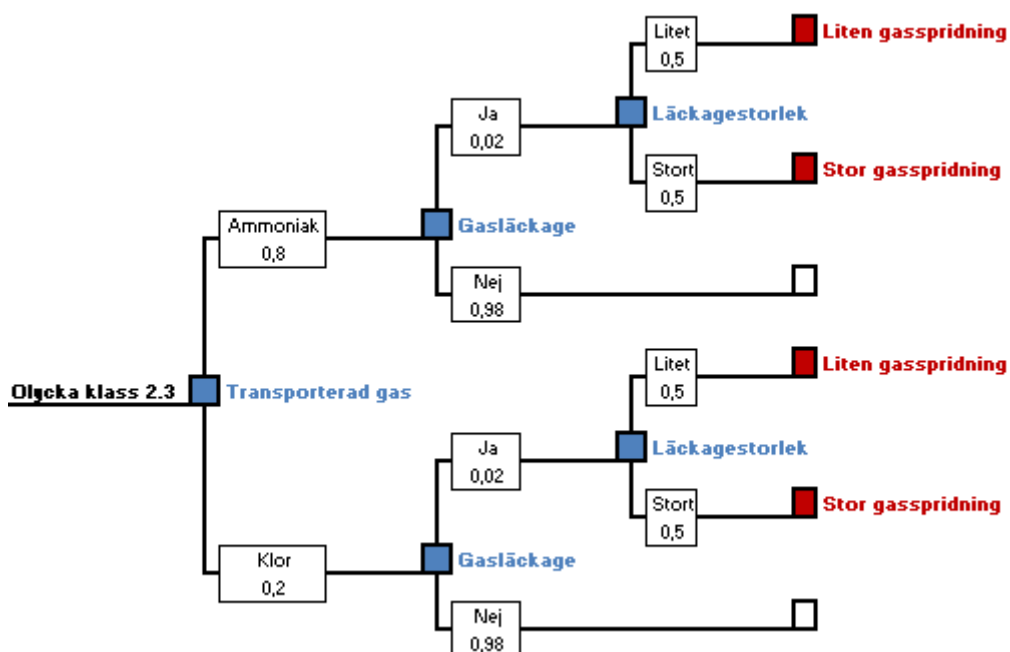 Litet
0,5
Liten gasspridning
Ja
0,02
Läckagestorlek
Stort
0,5
Stor gasspridning
Ammoniak
0,8
Gasläckage
Nej
0,98
Olycka klass 2.3
Transporterad gas
Litet
0,5
Liten gasspridning
Ja
0,02
Läckagestorlek
Stort
0,5
Stor gasspridning
Klor
0,2
Gasläckage
Nej
0,98